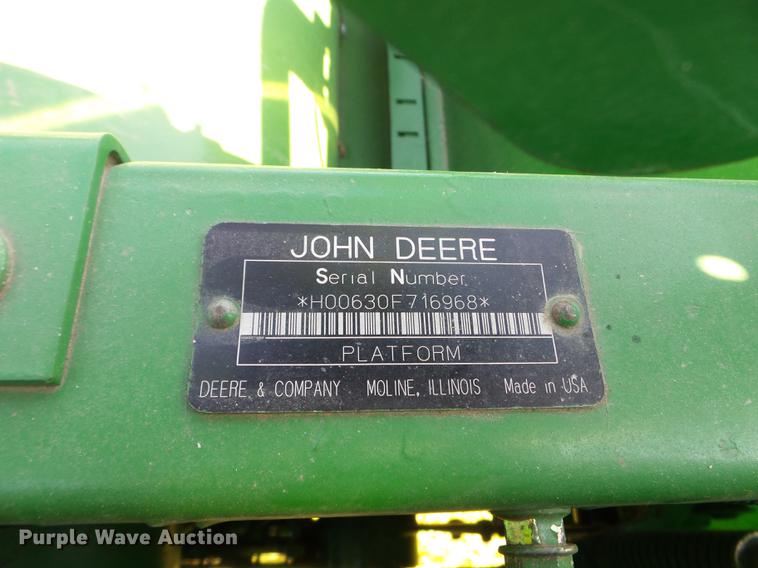 JOHN DEERE
Serial Number
*H00630F716968*
PLATFORM
DEERE & COMPANY MOLINE, ILLINOIS Made in USA
Purple Wave Auction